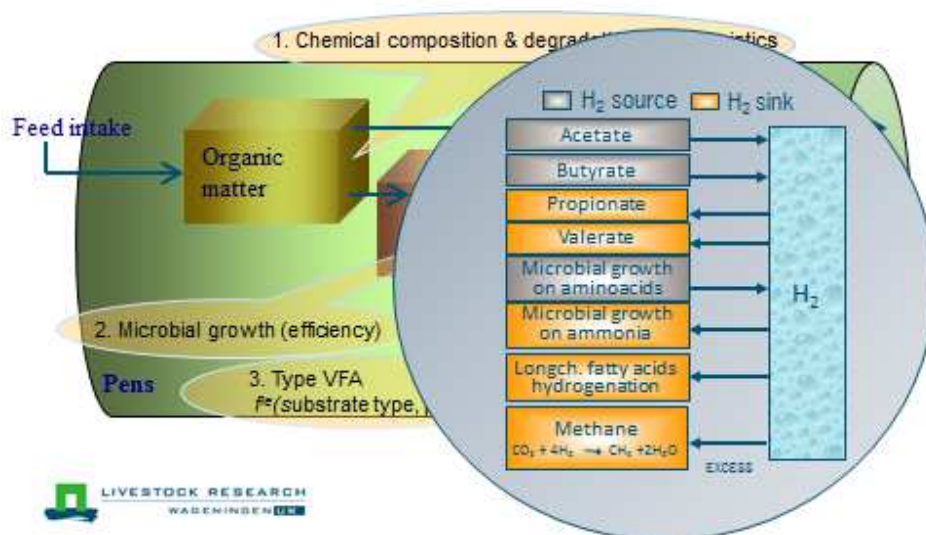 1. Chemical composition & degradation
H₂ source
H₂ sink
Feed intake
Organic
matter
Acetate
Butyrate
Propionate
Valerate
Microbial growth
on aminoacids
Microbial growth
on ammonia
Longch. fatty acids
hydrogenation
Methane
CO₂ + 4H₂ → CH₄ +2H₂O
EXCESS
H₂
2. Microbial growth (efficiency)
Pens
3. Type VFA
(substrate type,
LIVESTOCK RESEARCH
WAGENINGEN UR